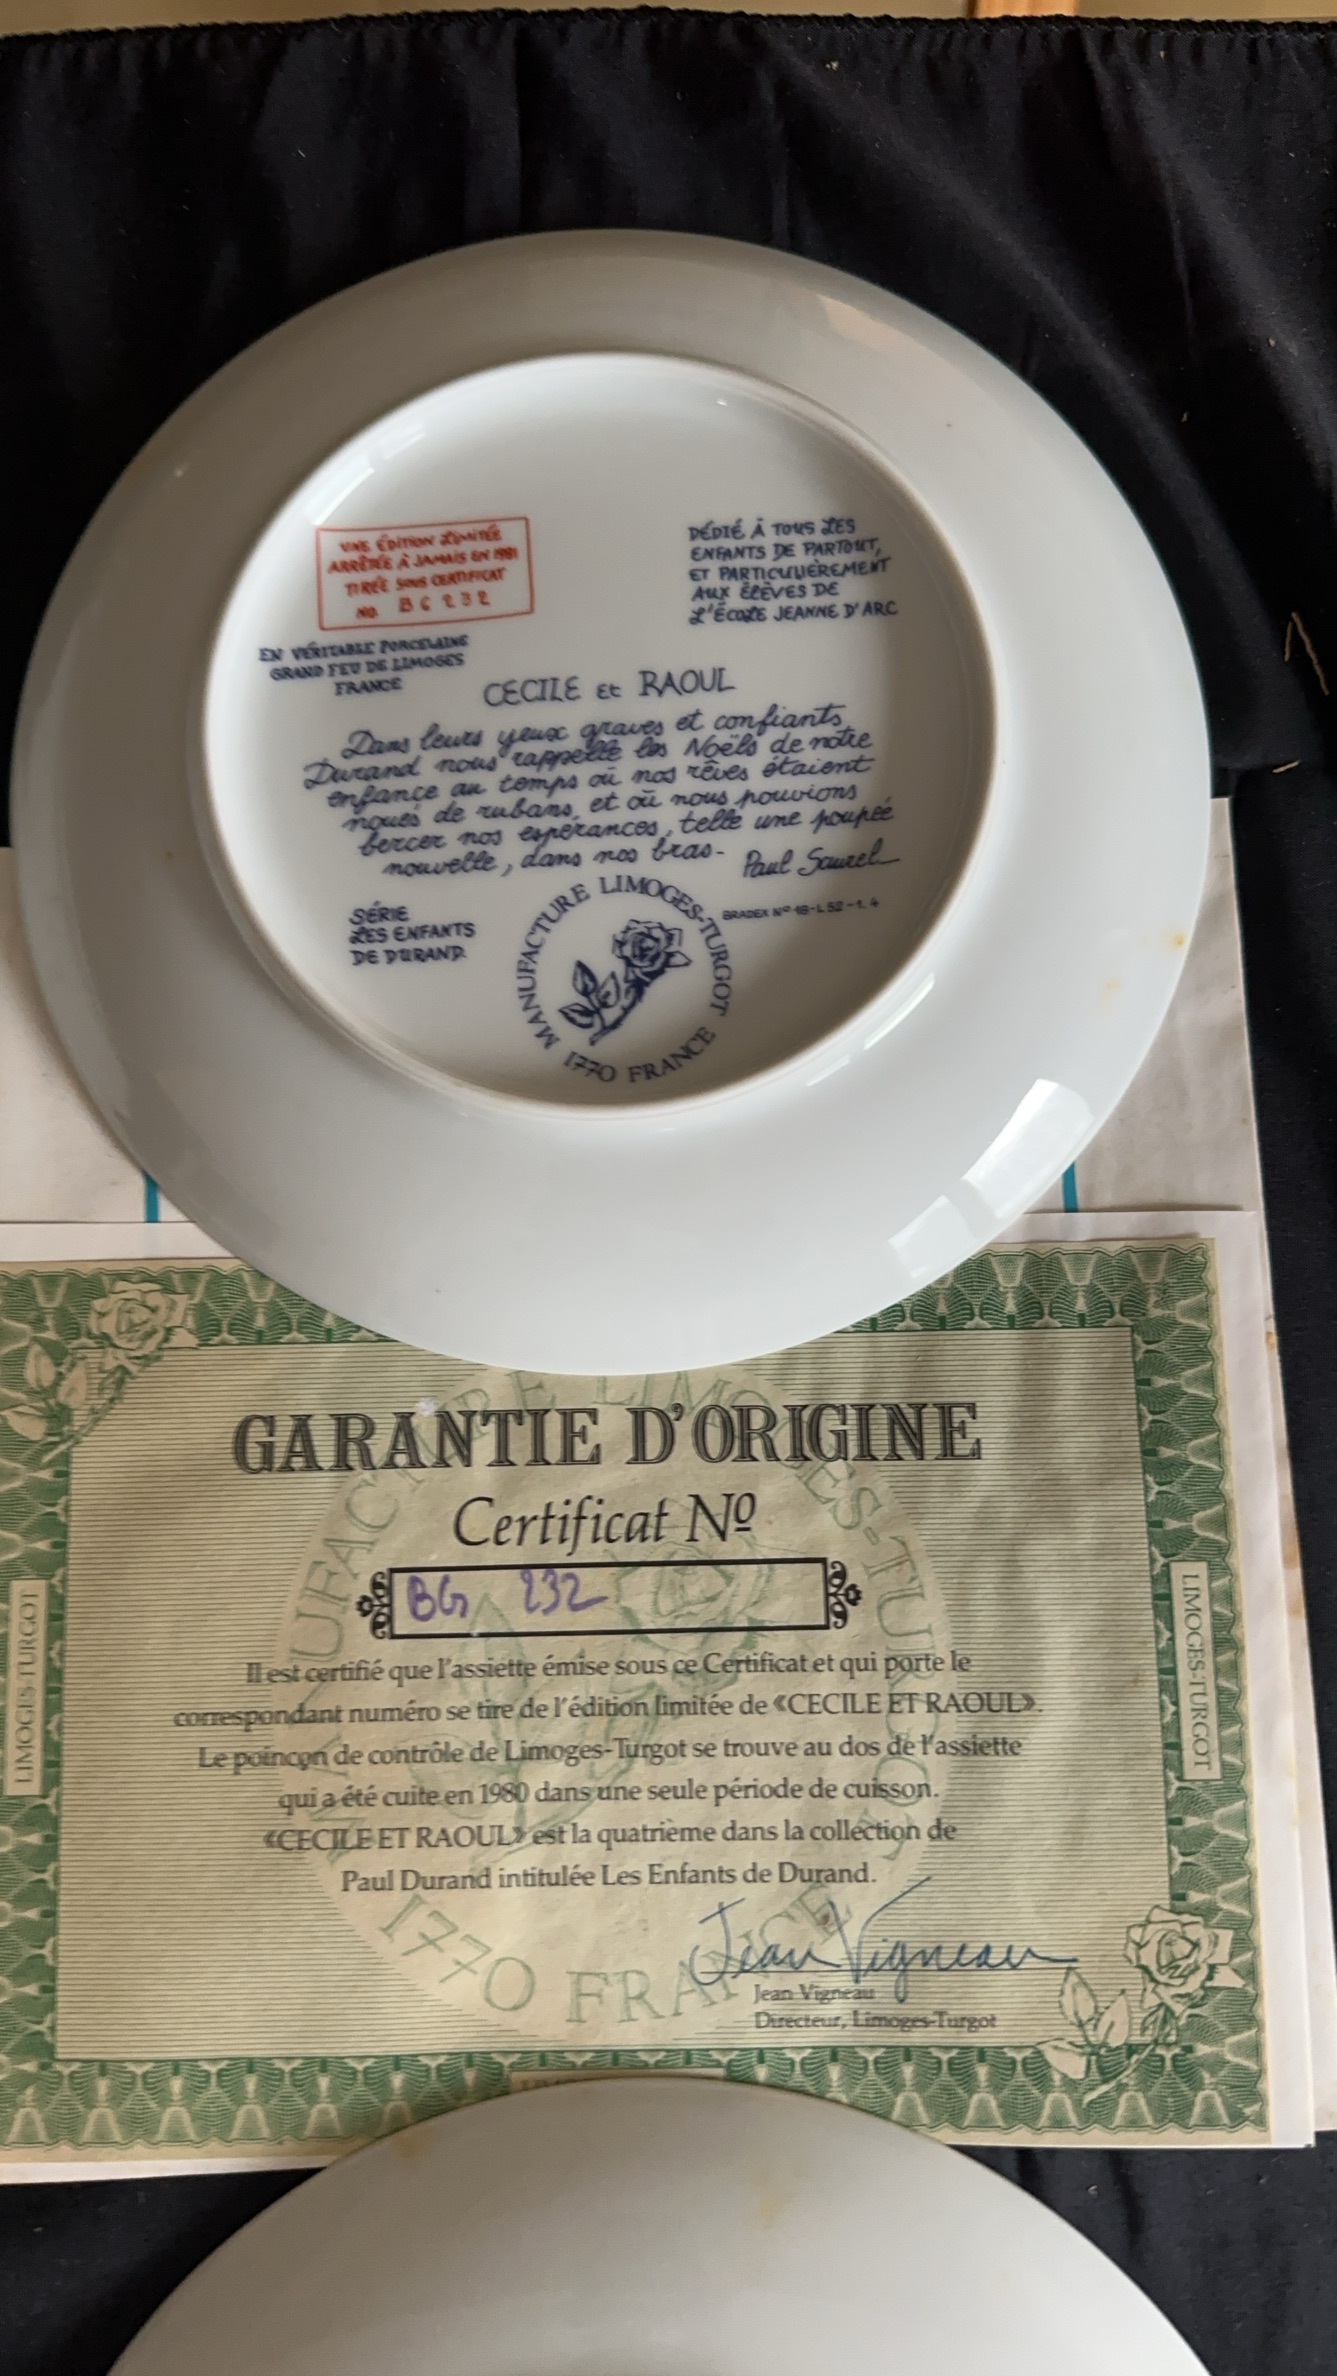 UNE ÉDITION LIMITÉE
ARRÊTÉE À JAMAIS EN 1981
TIRÉE SOUS CERTIFICAT
NO. BG 232
DÉDIÉ À TOUS LES
ENFANTS DE PARTOUT,
ET PARTICULIÈREMENT
AUX ÉLÈVES DE
L'ÉCOLE JEANNE D'ARC
EN VÉRITABLE PORCELAINE
GRAND FEU DE LIMOGES
FRANCE
CECILE et RAOUL
Dans leurs yeux graves et confiants
Durand nous rappelle les Noëls de notre
enfance au temps où nos rêves étaient
noués de rubans, et où nous pouvions
bercer nos espérances, telle une poupée
nouvelle, dans nos bras-
Paul Saurel
SÉRIE
LES ENFANTS
DE DURAND.
MANUFACTURE LIMOGES-TURGOT
1770 FRANCE
BRADEX Nº 18-L52-1.4
GARANTIE D'ORIGINE
Certificat Nº
BG 232
Il est certifié que l'assiette émise sous ce Certificat et qui porte le
correspondant numéro se tire de l'édition limitée de «CECILE ET RAOUL».
Le poinçon de contrôle de Limoges-Turgot se trouve au dos de l'assiette
qui a été cuite en 1980 dans une seule période de cuisson.
«CECILE ET RAOUL» est la quatrième dans la collection de
Paul Durand intitulée Les Enfants de Durand.
Jean Vigneau
Jean Vigneau
Directeur, Limoges-Turgot
LIMOGES-TURGOT
LIMOGES-TURGOT
UFACTURE LIMOGES-TURGO
1770 FRANCE